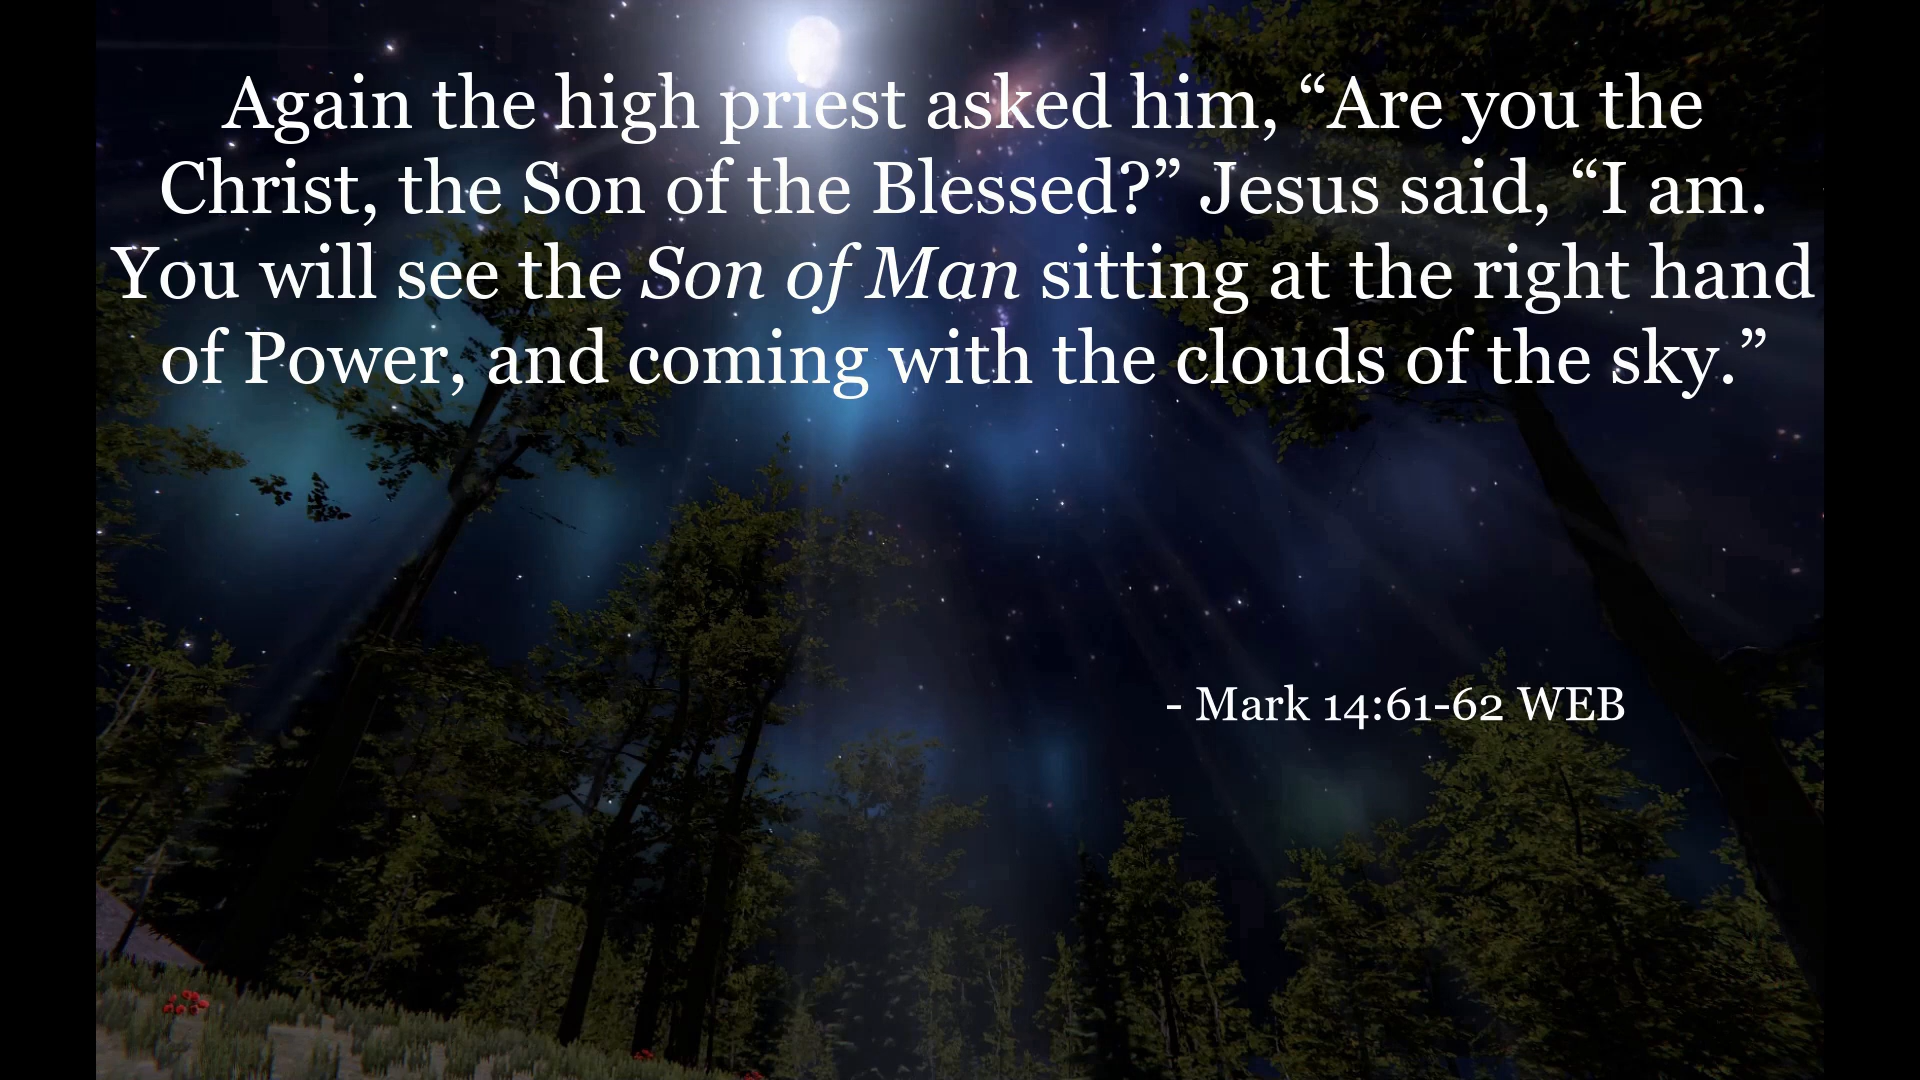 Again the high priest asked him, “Are you the
Christ, the Son of the Blessed?” Jesus said, “I am.
You will see the Son of Man sitting at the right hand
of Power, and coming with the clouds of the sky.”
- Mark 14:61-62 WEB